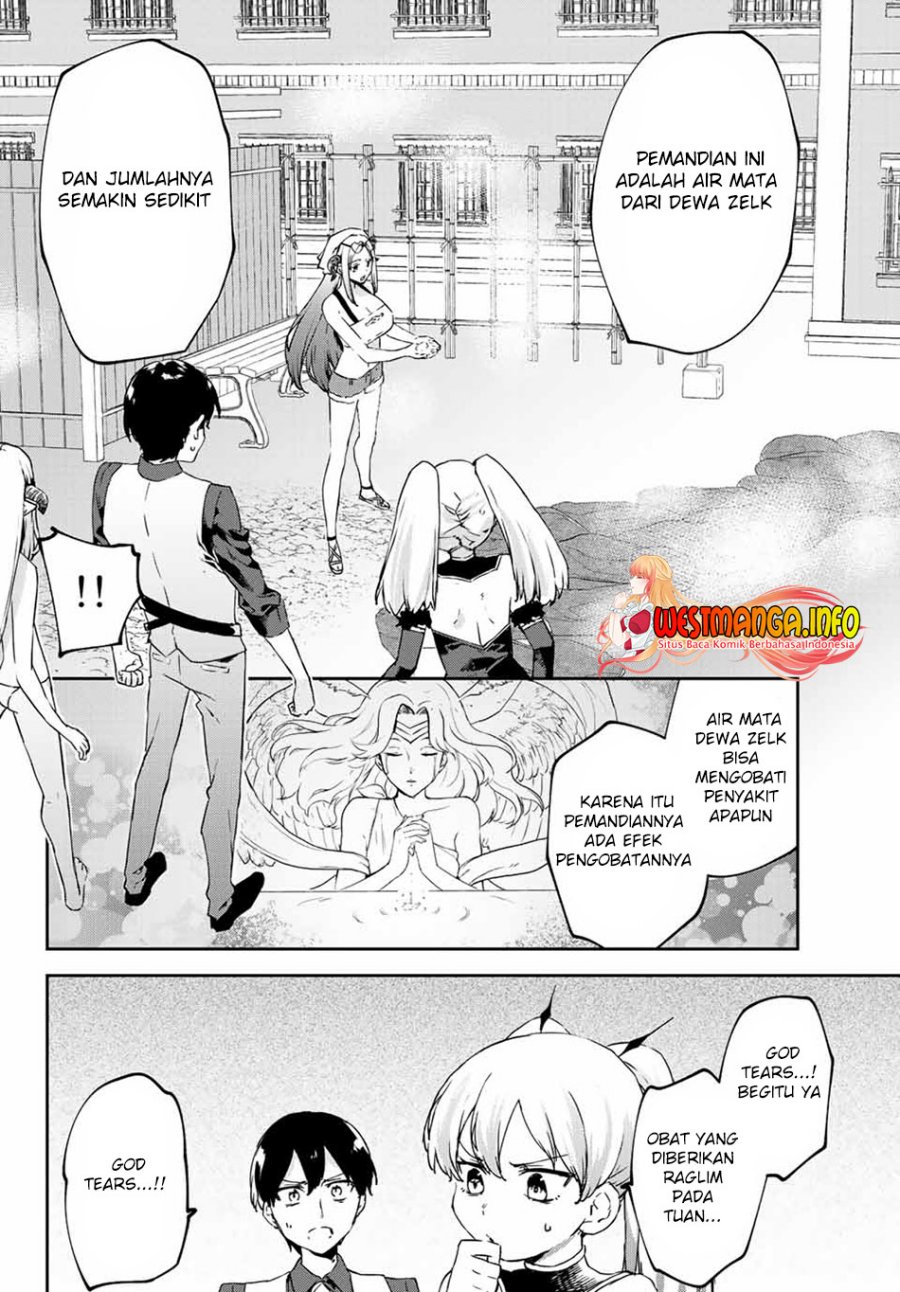 PEMANDIAN INI
ADALAH AIR MATA
DARI DEWA ZELK
DAN JUMLAHNYA
SEMAKIN SEDIKIT
!!
WESTMANGA.INFO
Situs Baca Komik Berbahasa Indonesia
AIR MATA
DEWA ZELK
BISA
MENGOBATI
PENYAKIT
APAPUN
KARENA ITU
PEMANDIANNYA
ADA EFEK
PENGOBATANNYA
GOD
TEARS...!
BEGITU YA
OBAT YANG
DIBERIKAN
RAGLIM
PADA
TUAN...
GOD
TEARS...!!